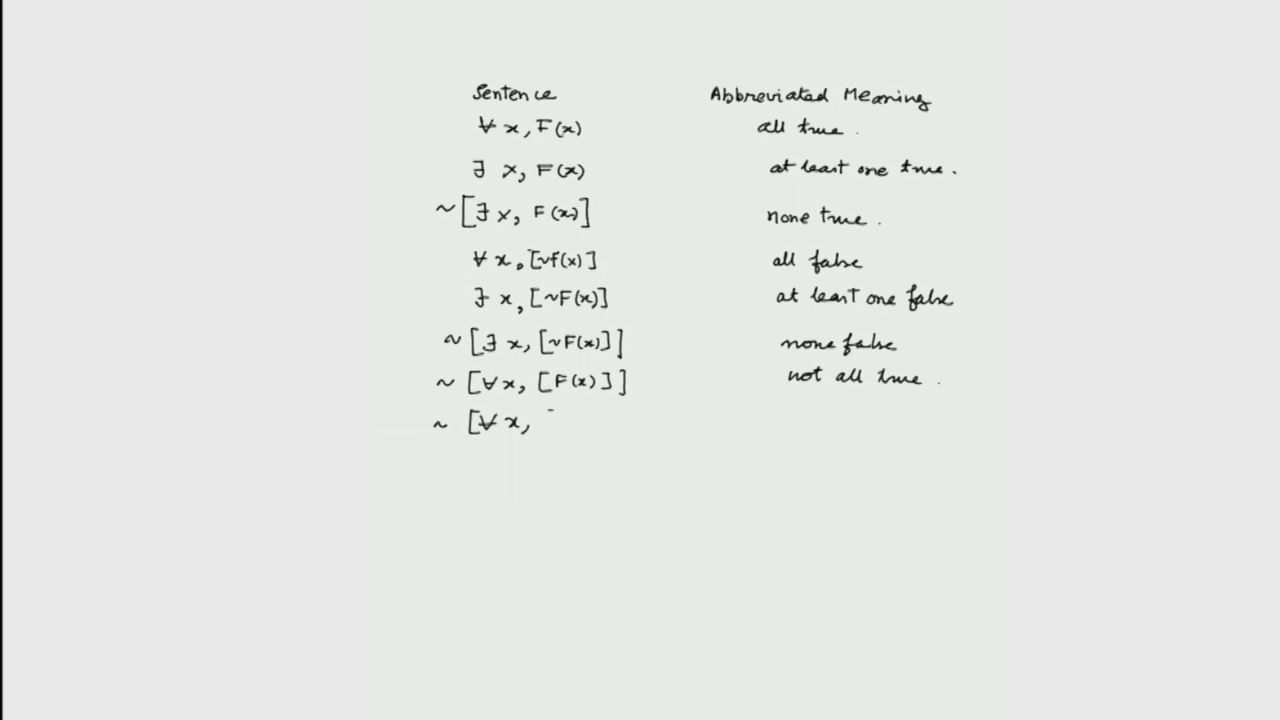 Sentence Abbreviated Meaning
∀ x, F(x) all true.
∃ x, F(x) at least one true.
~[∃ x, F(x)] none true.
∀ x, [~f(x)] all false
∃ x, [~F(x)] at least one false
~[∃ x, [~F(x)]] none false
~ [∀ x, [F(x)]] not all true.
~ [∀ x,